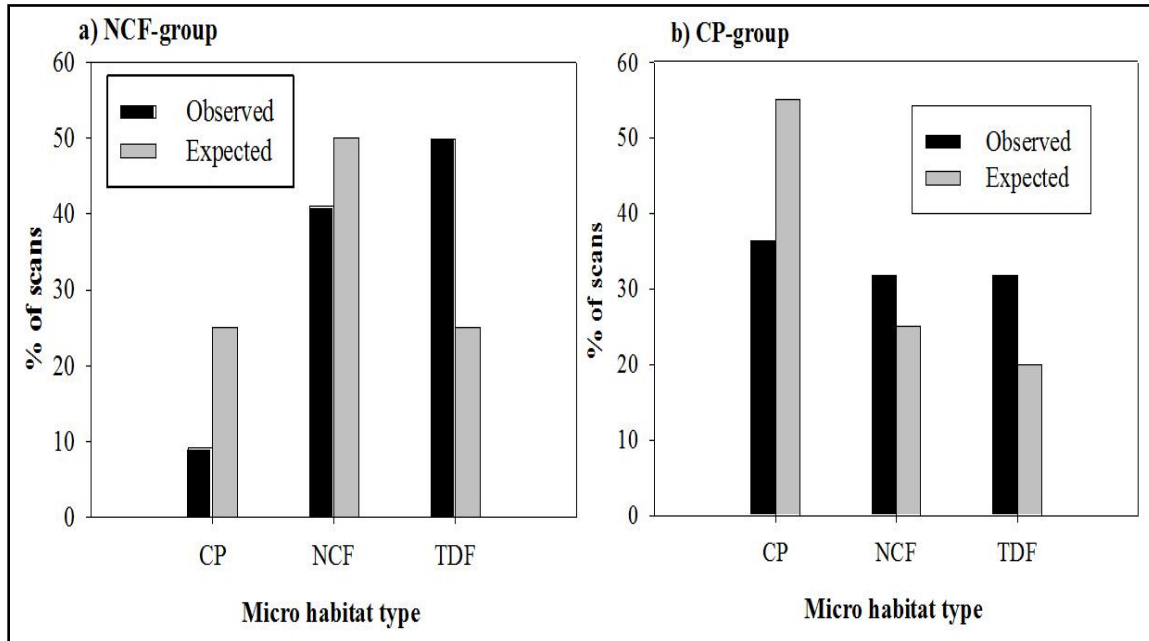 a) NCF-group
60
50
40
30
20
10
0
% of scans
Observed
Expected
CP NCF TDF
Micro habitat type
b) CP-group
60
50
40
30
20
10
0
% of scans
Observed
Expected
CP NCF TDF
Micro habitat type